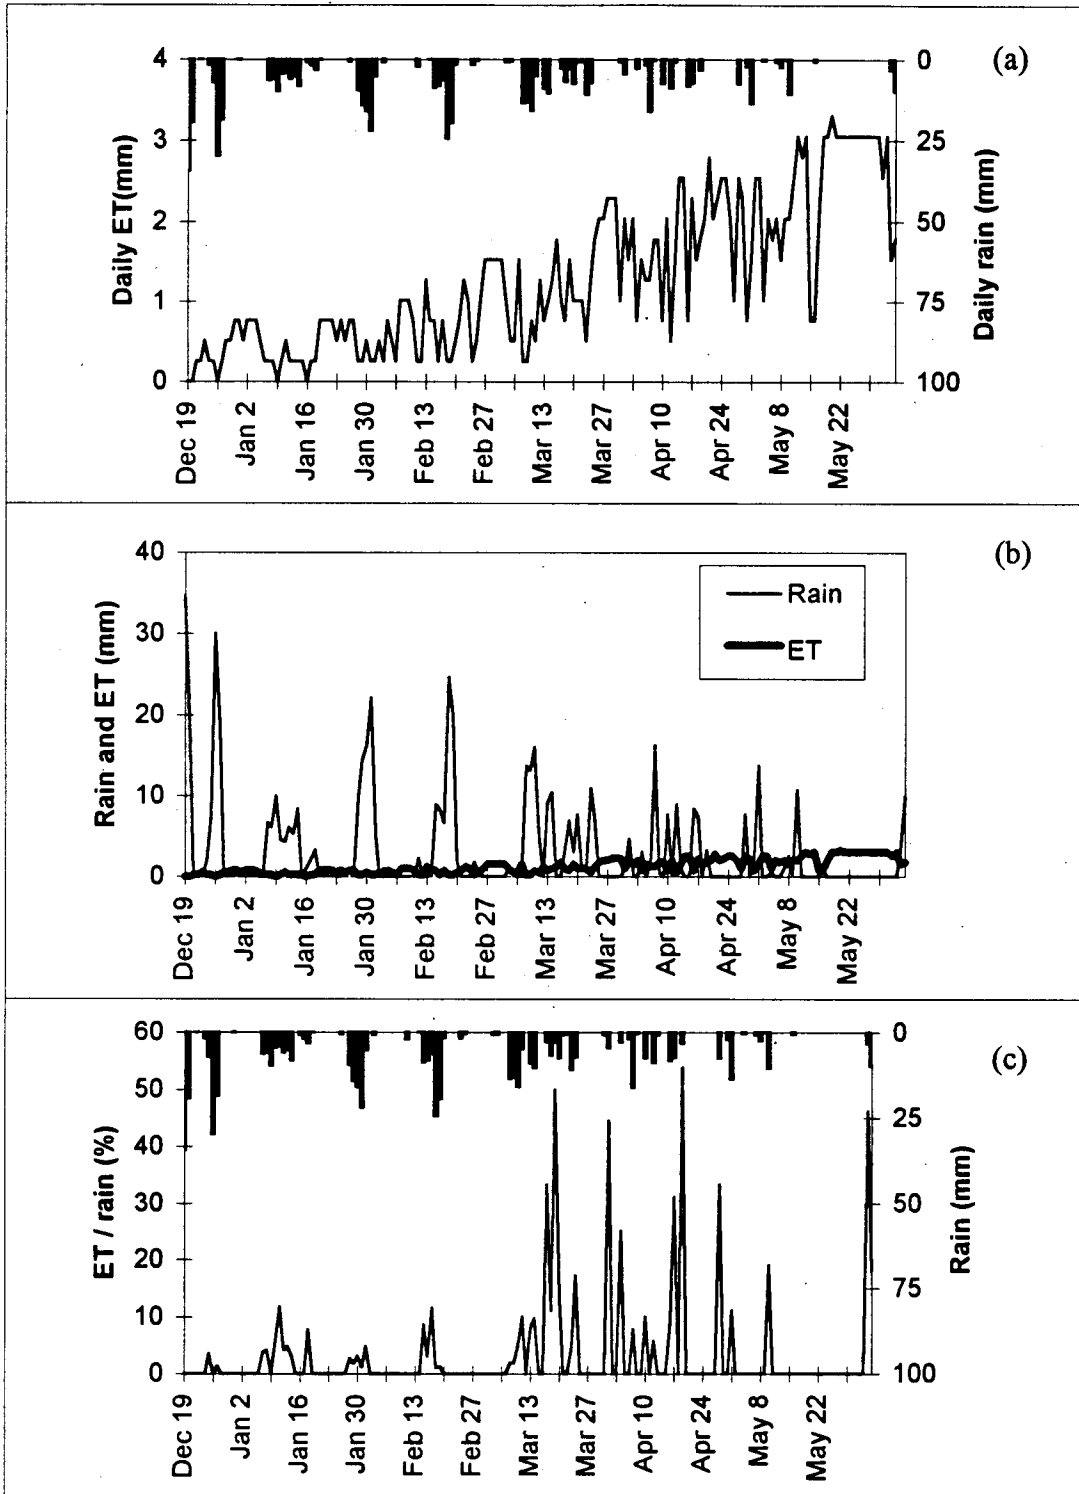 (a)
Daily ET(mm)
4
3
2
1
0
0
25
50
75
100
Daily rain (mm)
Dec 19
Jan 2
Jan 16
Jan 30
Feb 13
Feb 27
Mar 13
Mar 27
Apr 10
Apr 24
May 8
May 22
(b)
Rain and ET (mm)
40
30
20
10
0
Rain
ET
Dec 19
Jan 2
Jan 16
Jan 30
Feb 13
Feb 27
Mar 13
Mar 27
Apr 10
Apr 24
May 8
May 22
(c)
ET / rain (%)
60
50
40
30
20
10
0
0
25
50
75
100
Rain (mm)
Dec 19
Jan 2
Jan 16
Jan 30
Feb 13
Feb 27
Mar 13
Mar 27
Apr 10
Apr 24
May 8
May 22